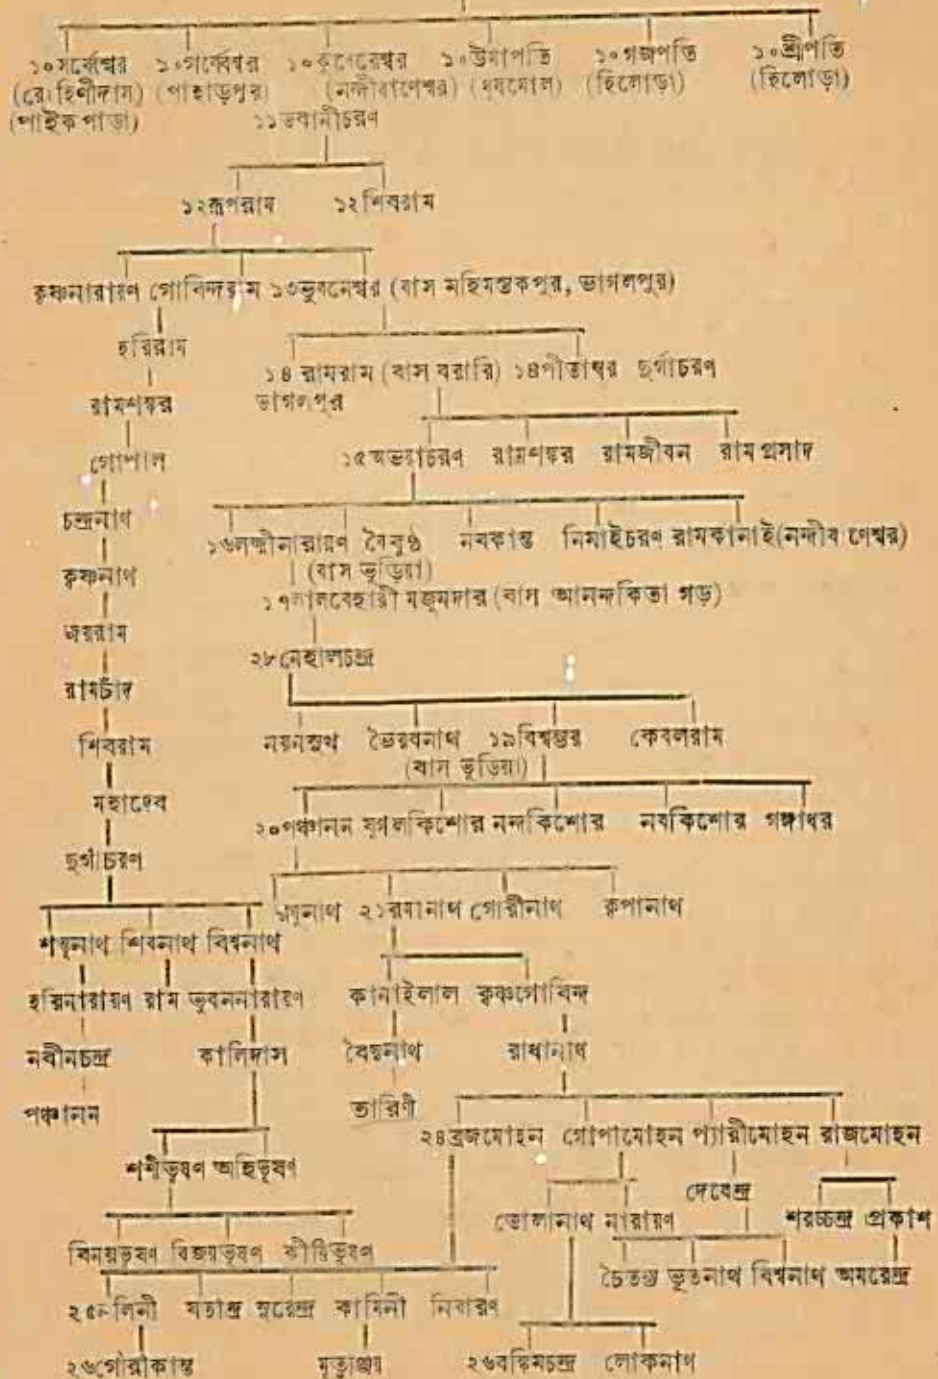 ১০সর্ব্বেশ্বর ১০গর্ব্বেশ্বর ১০কুবেরেশ্বর ১০উমাপতি ১০গজপতি ১০শ্রীপতি
(রোহিণীদাস) (পাহাড়পুর) (নন্দীবাণেশ্বর) (হিলোড়া) (হিলোড়া)
(পাইকপাড়া) ১১ভবানীচরণ
১২রূপরাম ১২শিবরাম
কৃষ্ণনারায়ণ গোবিন্দরাম ১৩ভুবনেশ্বর (বাস মহিমন্তকপুর, ভাগলপুর)
হরিরাম
১৪ রামরাম (বাস বরারি) ১৪পীতাম্বর দুর্গাচরণ
রামশঙ্কর ভাগলপুর
গোপাল ১৫অভয়াচরণ রামশঙ্কর রামজীবন রামপ্রসাদ
চন্দ্রনাথ
১৬লক্ষ্মীনারায়ণ বৈকুণ্ঠ নবকান্ত নিমাইচরণ রামকানাই(নন্দীব ণেশ্বর)
কৃষ্ণনাথ (বাস ভূড়িয়া)
১৭লালবেহারী মজুমদার (বাস আনন্দকিতা গড়)
জয়রাম
২৮নেহালচন্দ্র
রামচাঁদ
শিবরাম নয়নসুখ ভৈরবনাথ ১৯বিশ্বম্ভর কেবলরাম
(বাস ভূড়িয়া)
মহাদেব
২০পঞ্চানন যুগলকিশোর নন্দকিশোর নবকিশোর গঙ্গাধর
দুর্গাচরণ
রঘুনাথ ২১রমানাথ গৌরীনাথ কৃপানাথ
শম্ভুনাথ শিবনাথ বিশ্বনাথ
হরিনারায়ণ রাম ভুবননারায়ণ কানাইলাল কৃষ্ণগোবিন্দ
নবীনচন্দ্র কালিদাস বৈদ্যনাথ রাধানাথ
পঞ্চানন তারিণী
২৪ব্রজমোহন গোপামোহন প্যারীমোহন রাজমোহন
শশীভূষণ অহিভূষণ
দেবেন্দ্র
ভোলানাথ নারায়ণ শরচ্চন্দ্র প্রকাশ
বিনয়ভূষণ বিজয়ভূষণ কীর্ত্তিভূষণ
চৈতন্য ভূতনাথ বিশ্বনাথ অমরেন্দ্র
২৫নলিনী যতীন্দ্র সুরেন্দ্র কামিনী নিবারণ
২৬গৌরীকান্ত মৃত্যুঞ্জয় ২৬বঙ্কিমচন্দ্র লোকনাথ